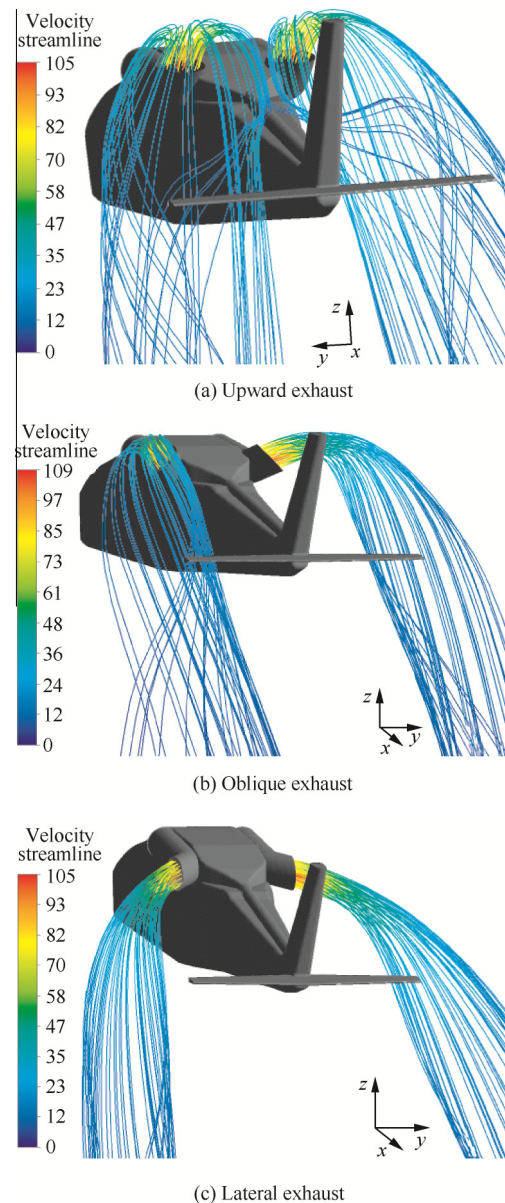 Velocity
streamline
105
93
82
70
58
47
35
23
12
0
z
y
x
(a) Upward exhaust
Velocity
streamline
109
97
85
73
61
48
36
24
12
0
z
x
y
(b) Oblique exhaust
Velocity
streamline
105
93
82
70
58
47
35
23
12
0
z
y
x
(c) Lateral exhaust